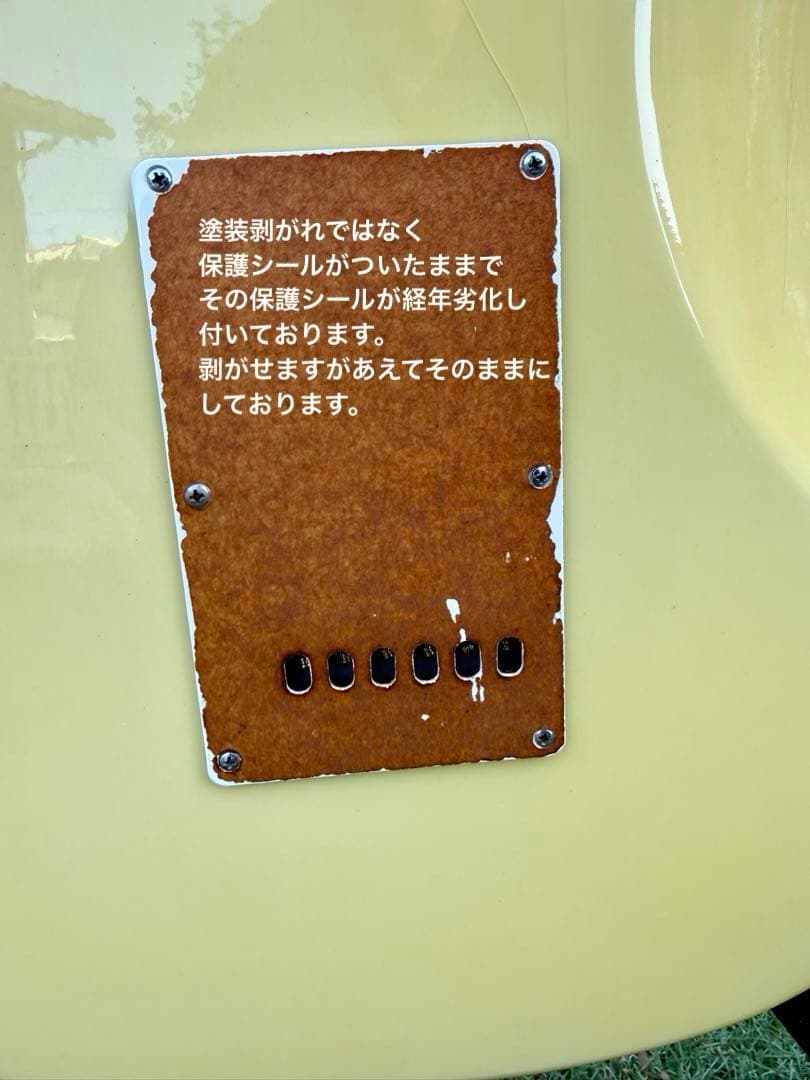 塗装剥がれではなく
保護シールがついたままで
その保護シールが経年劣化し
付いております。
剥がせますがあえてそのままに
しております。